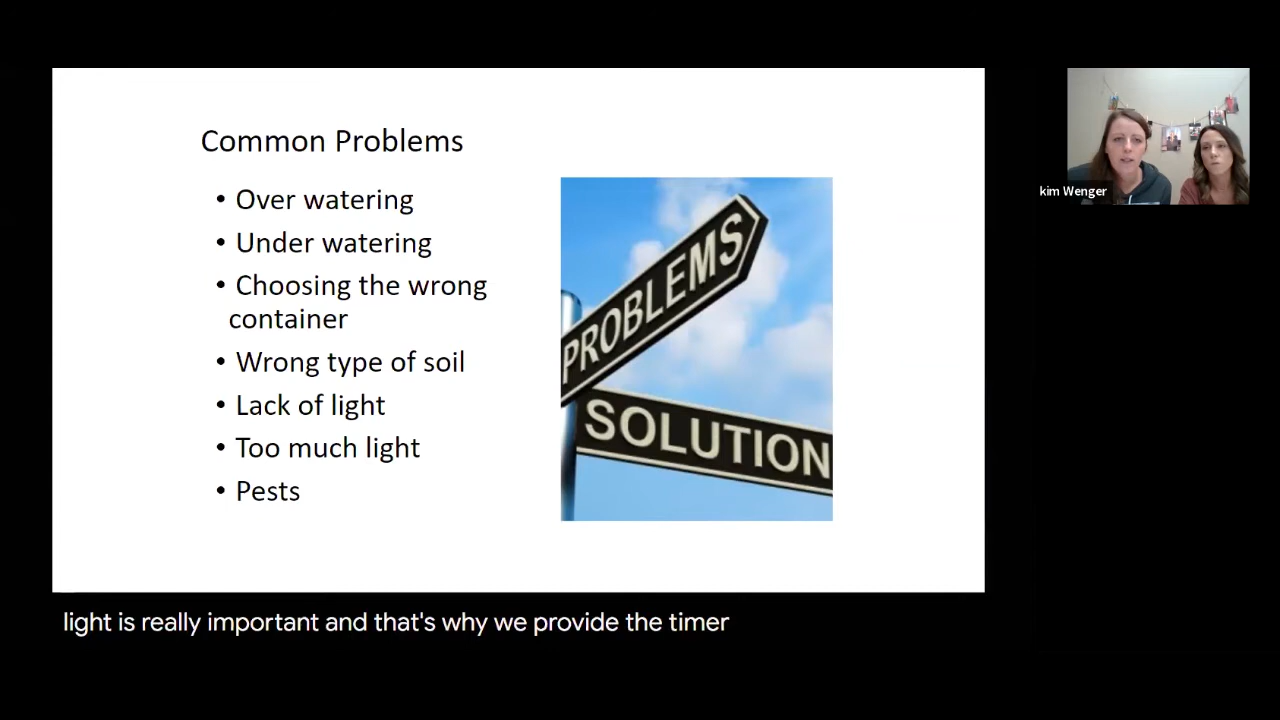 Common Problems
• Over watering
• Under watering
• Choosing the wrong
container
• Wrong type of soil
• Lack of light
• Too much light
• Pests
PROBLEMS
SOLUTION
kim Wenger
light is really important and that's why we provide the timer